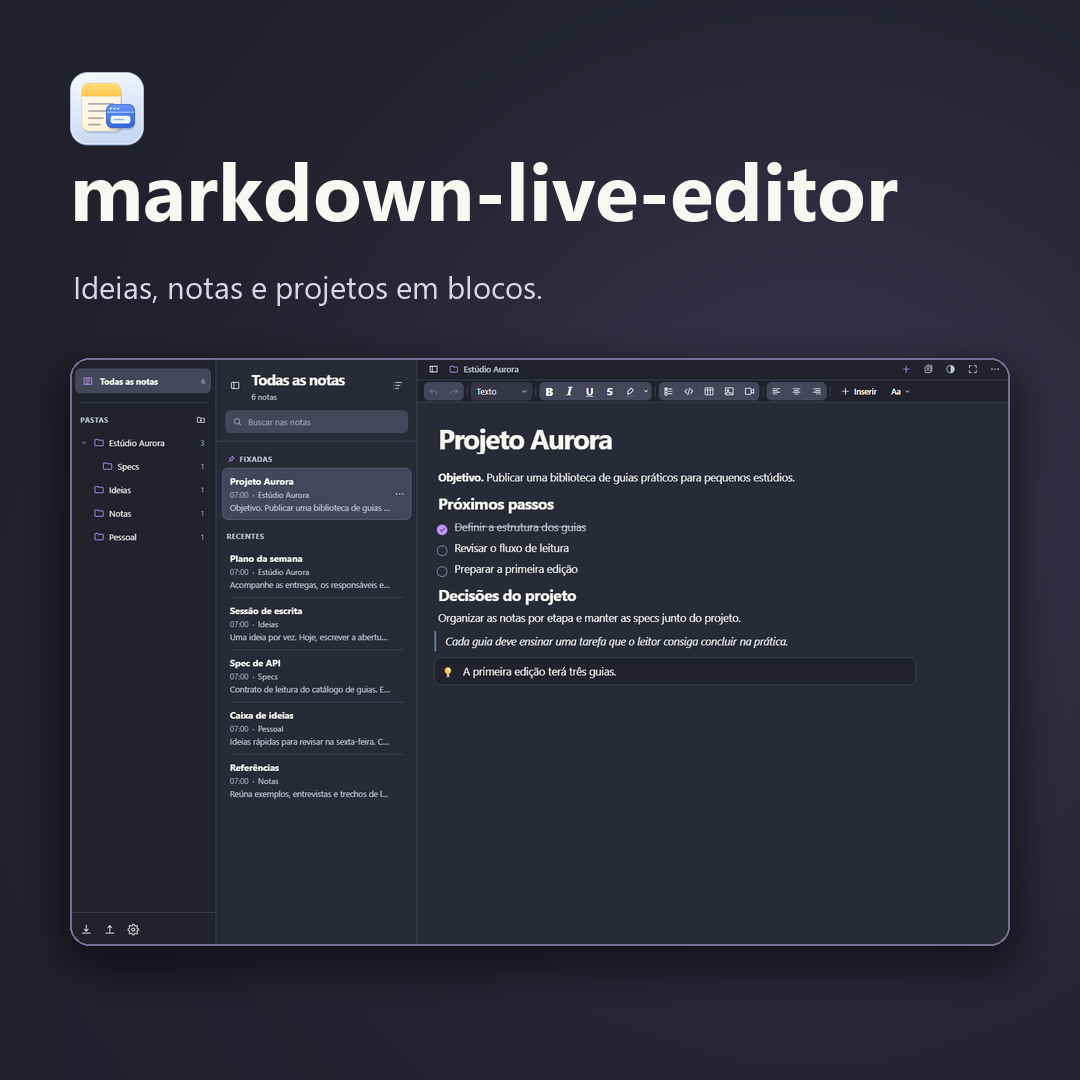 markdown-live-editor
Ideias, notas e projetos em blocos.
Todas as notas 6
PASTAS
Estúdio Aurora 3
Specs 1
Ideias 1
Notas 1
Pessoal 1
Todas as notas
6 notas
Buscar nas notas
FIXADAS
Projeto Aurora
07:00 · Estúdio Aurora
Objetivo. Publicar uma biblioteca de guias ...
RECENTES
Plano da semana
07:00 · Estúdio Aurora
Acompanhe as entregas, os responsáveis e...
Sessão de escrita
07:00 · Ideias
Uma ideia por vez. Hoje, escrever a abertu...
Spec de API
07:00 · Specs
Contrato de leitura do catálogo de guias. E...
Caixa de ideias
07:00 · Pessoal
Ideias rápidas para revisar na sexta-feira. C...
Referências
07:00 · Notas
Reúna exemplos, entrevistas e trechos de l...
Estúdio Aurora
Texto B I U S Inserir Aa
Projeto Aurora
Objetivo. Publicar uma biblioteca de guias práticos para pequenos estúdios.
Próximos passos
Definir a estrutura dos guias
Revisar o fluxo de leitura
Preparar a primeira edição
Decisões do projeto
Organizar as notas por etapa e manter as specs junto do projeto.
Cada guia deve ensinar uma tarefa que o leitor consiga concluir na prática.
A primeira edição terá três guias.